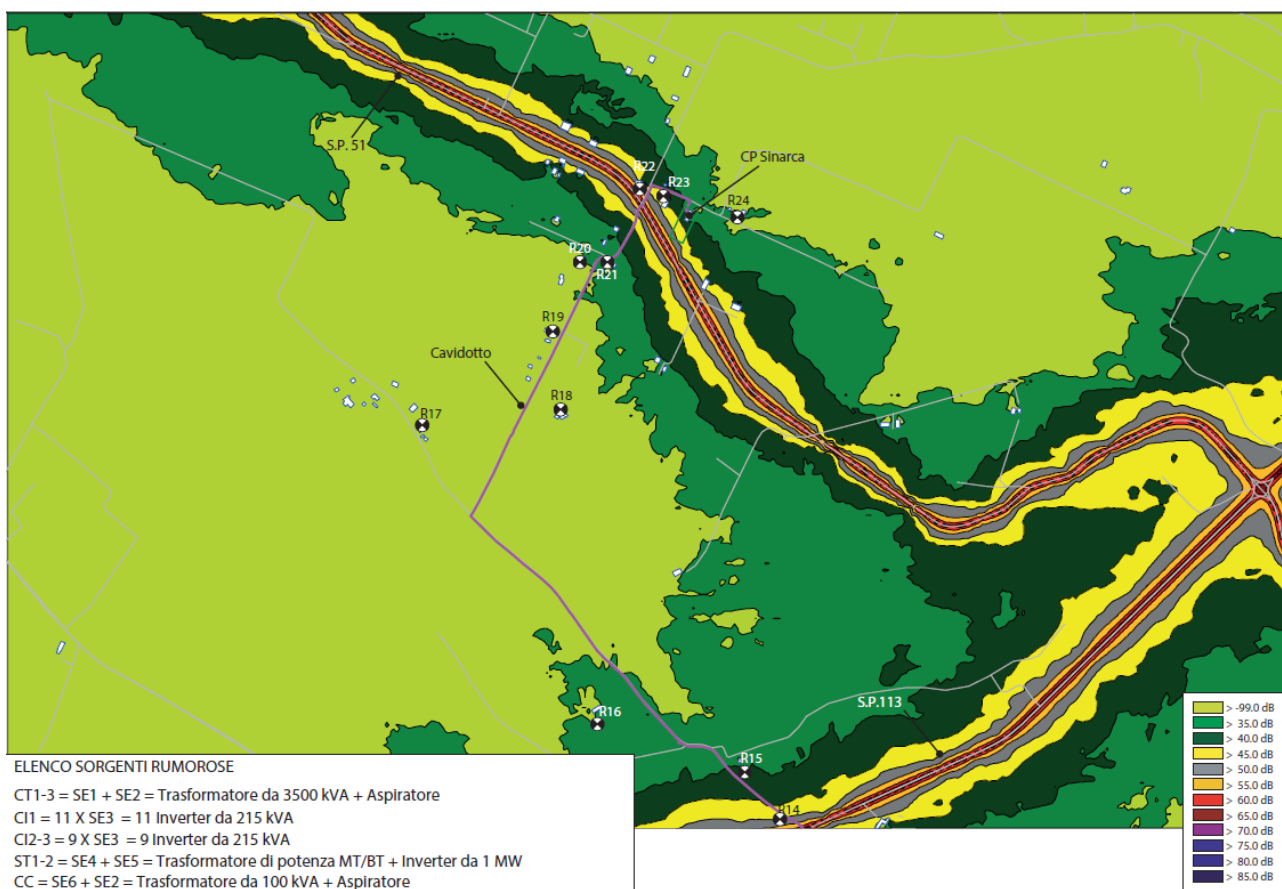 S.P. 51
CP Sinarca
R22
R23
R24
R20
R21
R19
Cavidotto
R18
R17
R16
S.P.113
R15
R14
> -99.0 dB
> 35.0 dB
> 40.0 dB
> 45.0 dB
> 50.0 dB
> 55.0 dB
> 60.0 dB
> 65.0 dB
> 70.0 dB
> 75.0 dB
> 80.0 dB
> 85.0 dB
ELENCO SORGENTI RUMOROSE
CT1-3 = SE1 + SE2 = Trasformatore da 3500 kVA + Aspiratore
CI1 = 11 X SE3 = 11 Inverter da 215 kVA
CI2-3 = 9 X SE3 = 9 Inverter da 215 kVA
ST1-2 = SE4 + SE5 = Trasformatore di potenza MT/BT + Inverter da 1 MW
CC = SE6 + SE2 = Trasformatore da 100 kVA + Aspiratore